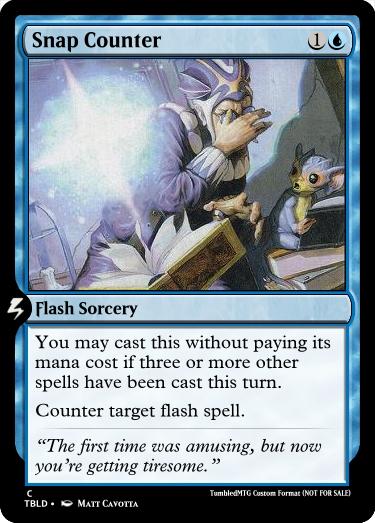 Snap Counter 1
Flash Sorcery
You may cast this without paying its
mana cost if three or more other
spells have been cast this turn.
Counter target flash spell.
“The first time was amusing, but now
you’re getting tiresome.”
C
TumbledMTG Custom Format (NOT FOR SALE)
TBLD • Matt Cavotta